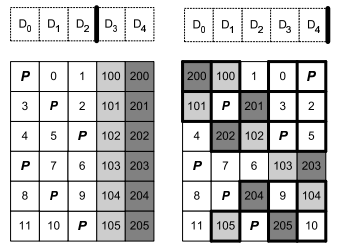 D0 D1 D2 D3 D4 D0 D1 D2 D3 D4
P 0 1 100 200 200 100 1 0 P
3 P 2 101 201 101 P 201 3 2
4 5 P 102 202 4 202 102 P 5
P 7 6 103 203 P 7 6 103 203
8 P 9 104 204 8 P 204 9 104
11 10 P 105 205 11 105 P 205 10